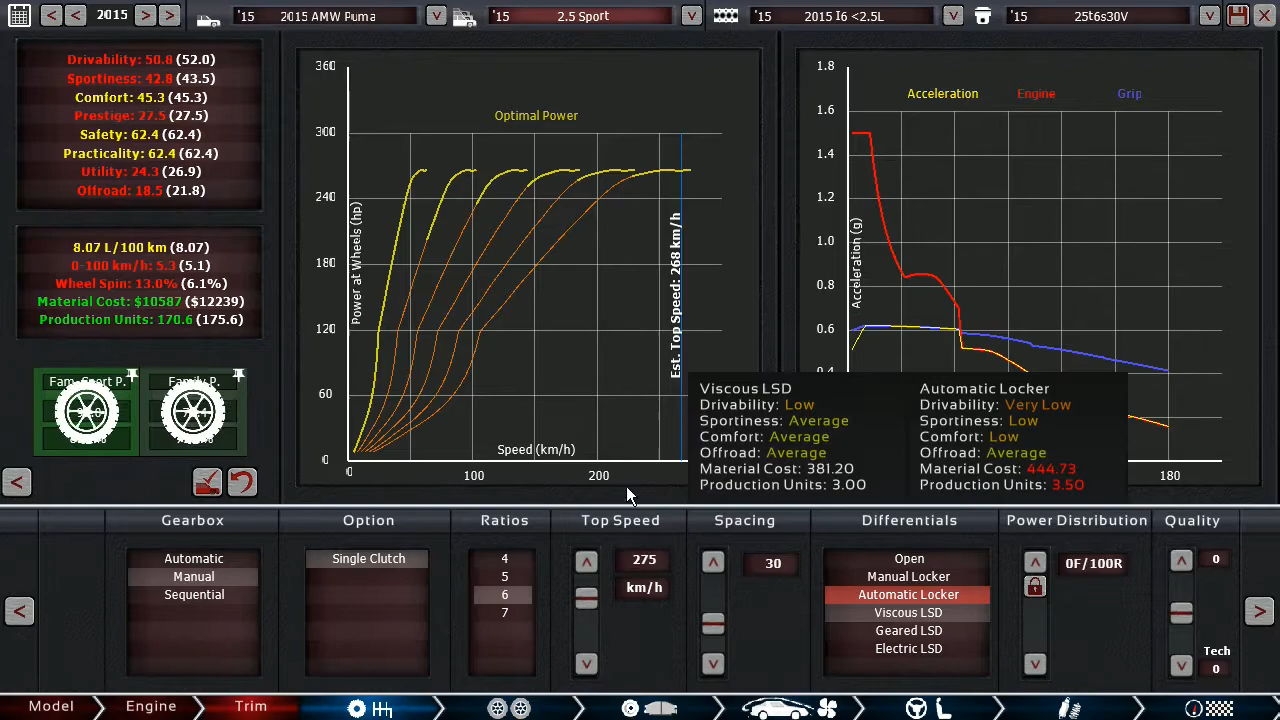 2015
'15 2015 AMW Puma
'15 2.5 Sport
'15 2015 I6 <2.5L
'15 25t6s30V
Drivability: 50.8 (52.0)
Sportiness: 42.8 (43.5)
Comfort: 45.3 (45.3)
Prestige: 27.5 (27.5)
Safety: 62.4 (62.4)
Practicality: 62.4 (62.4)
Utility: 24.3 (26.9)
Offroad: 18.5 (21.8)
8.07 L/100 km (8.07)
0-100 km/h: 5.3 (5.1)
Wheel Spin: 13.0% (6.1%)
Material Cost: $10587 ($12239)
Production Units: 170.6 (175.6)
Fam. Sport P.
Family P.
360
300
240
180
120
60
0
Power at Wheels (hp)
Optimal Power
Est. Top Speed: 268 km/h
Speed (km/h)
0
100
200
1.8
1.6
1.4
1.2
1.0
0.8
0.6
0.4
Acceleration (g)
Acceleration
Engine
Grip
180
Viscous LSD
Drivability: Low
Sportiness: Average
Comfort: Average
Offroad: Average
Material Cost: 381.20
Production Units: 3.00
Automatic Locker
Drivability: Very Low
Sportiness: Low
Comfort: Low
Offroad: Average
Material Cost: 444.73
Production Units: 3.50
Gearbox
Automatic
Manual
Sequential
Option
Single Clutch
Ratios
4
5
6
7
Top Speed
275
km/h
Spacing
30
Differentials
Open
Manual Locker
Automatic Locker
Viscous LSD
Geared LSD
Electric LSD
Power Distribution
0F/100R
Quality
0
Tech
0
Model
Engine
Trim